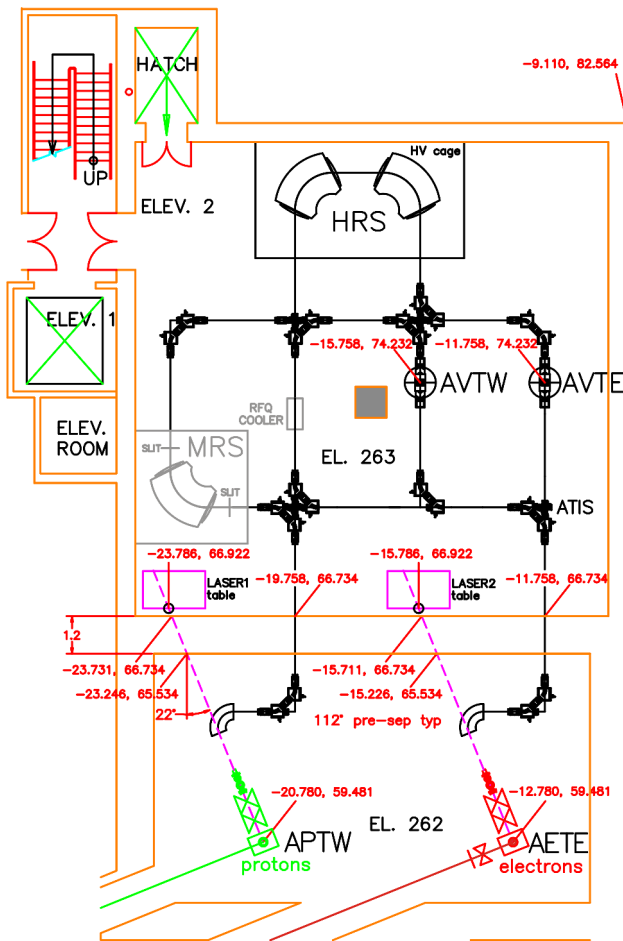 HATCH
-9.110, 82.564
HV cage
UP
ELEV. 2
HRS
ELEV. 1
-15.758, 74.232
-11.758, 74.232
AVTW
AVTE
RFQ
COOLER
ELEV.
ROOM
SLIT
MRS
EL. 263
SLIT
ATIS
-23.786, 66.922
-15.786, 66.922
LASER1
table
-19.758, 66.734
LASER2
table
-11.758, 66.734
1.2
-23.731, 66.734
-15.711, 66.734
-23.246, 65.534
-15.226, 65.534
22°
112° pre-sep typ
-20.780, 59.481
-12.780, 59.481
EL. 262
APTW
AETE
protons
electrons